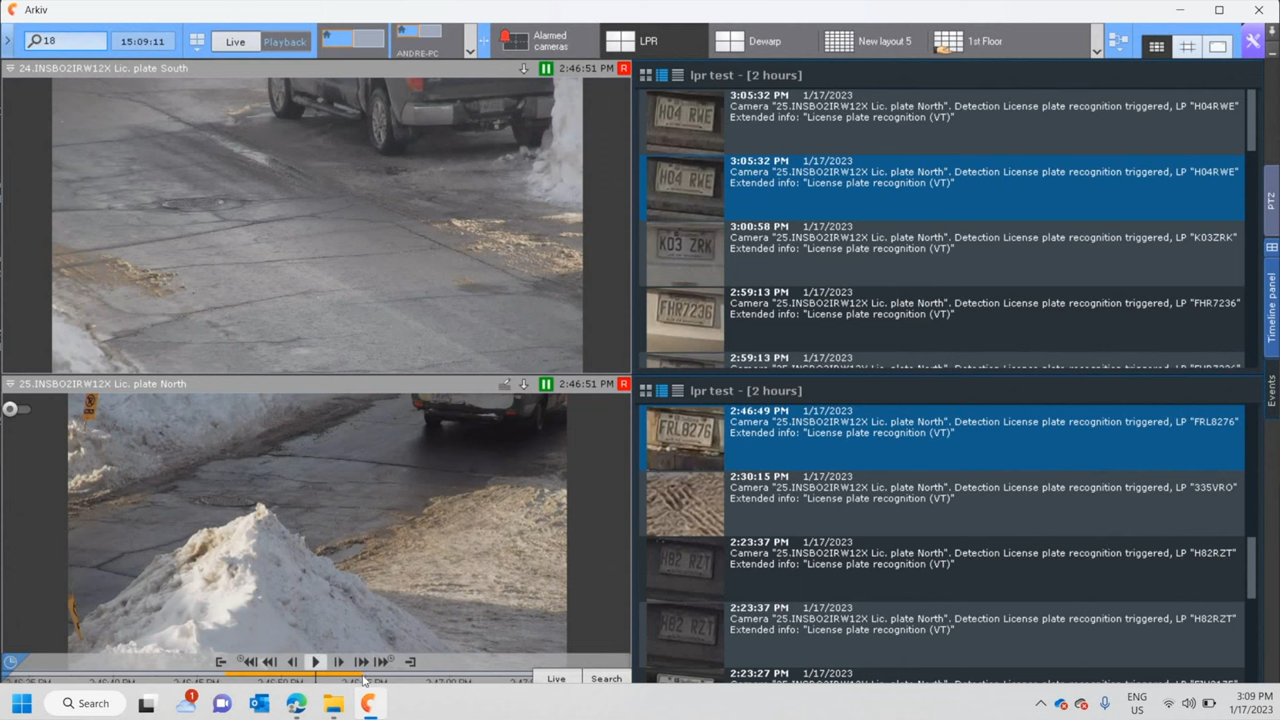 Arkiv
18
15:09:11
Live
Playback
ANDRE-PC
Alarmed cameras
LPR
Dewarp
New layout 5
1st Floor
24.INSBO2IRW12X Lic. plate South
2:46:51 PM R
lpr test - [2 hours]
H04 RWE
3:05:32 PM 1/17/2023
Camera "25.INSBO2IRW12X Lic. plate North". Detection License plate recognition triggered, LP "H04RWE"
Extended info: "License plate recognition (VT)"
H04 RWE
3:05:32 PM 1/17/2023
Camera "25.INSBO2IRW12X Lic. plate North". Detection License plate recognition triggered, LP "H04RWE"
Extended info: "License plate recognition (VT)"
K03 ZRK
3:00:58 PM 1/17/2023
Camera "25.INSBO2IRW12X Lic. plate North". Detection License plate recognition triggered, LP "K03ZRK"
Extended info: "License plate recognition (VT)"
FHR7236
2:59:13 PM 1/17/2023
Camera "25.INSBO2IRW12X Lic. plate North". Detection License plate recognition triggered, LP "FHR7236"
Extended info: "License plate recognition (VT)"
2:59:13 PM 1/17/2023
PTZ
Timeline panel
Events
25.INSBO2IRW12X Lic. plate North
2:46:51 PM R
lpr test - [2 hours]
FRL8276
2:46:49 PM 1/17/2023
Camera "25.INSBO2IRW12X Lic. plate North". Detection License plate recognition triggered, LP "FRL8276"
Extended info: "License plate recognition (VT)"
2:30:15 PM 1/17/2023
Camera "25.INSBO2IRW12X Lic. plate North". Detection License plate recognition triggered, LP "335VRO"
Extended info: "License plate recognition (VT)"
H82 RZT
2:23:37 PM 1/17/2023
Camera "25.INSBO2IRW12X Lic. plate North". Detection License plate recognition triggered, LP "H82RZT"
Extended info: "License plate recognition (VT)"
H82 RZT
2:23:37 PM 1/17/2023
Camera "25.INSBO2IRW12X Lic. plate North". Detection License plate recognition triggered, LP "H82RZT"
Extended info: "License plate recognition (VT)"
2:23:27 PM 1/17/2023
Live
Search
Search
1
ENG
US
3:09 PM
1/17/2023